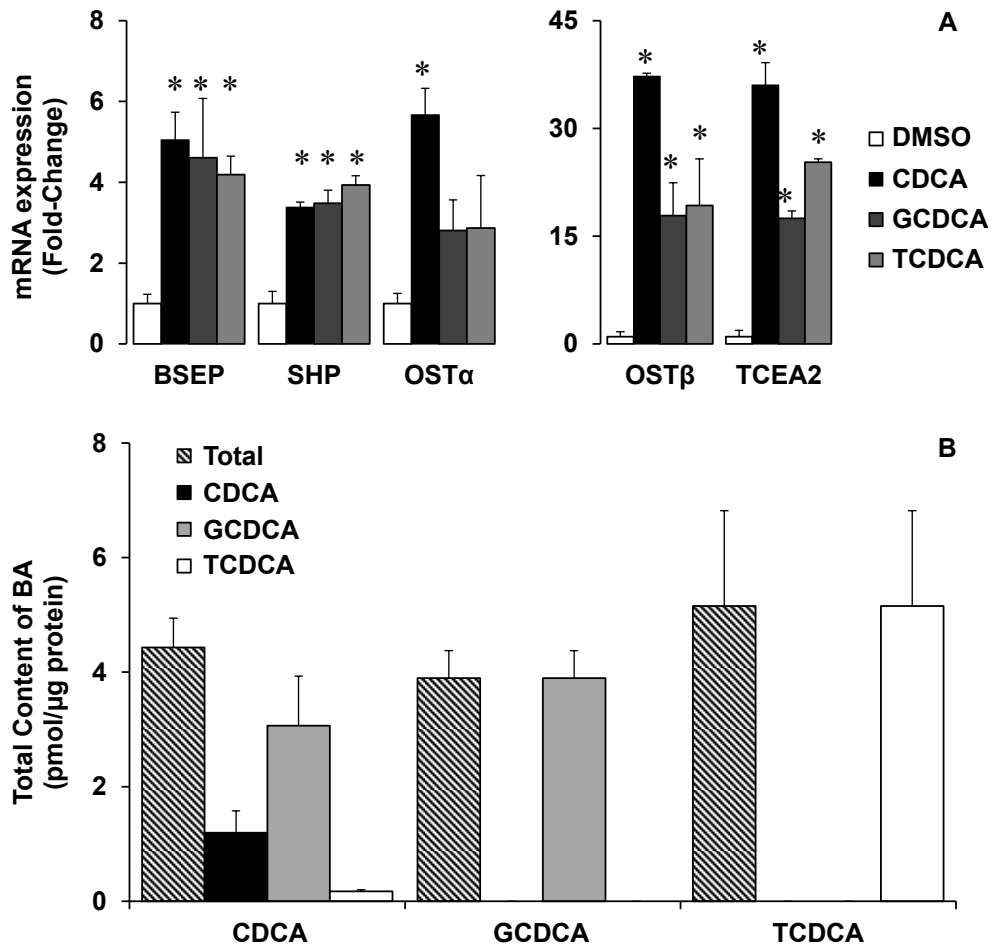 A
mRNA expression
(Fold-Change)
8
6
4
2
0
* * *
* * *
*
BSEP SHP OSTα
45
30
15
0
* * *
* * *
OSTβ TCEA2
DMSO
CDCA
GCDCA
TCDCA
B
Total Content of BA
(pmol/µg protein)
8
6
4
2
0
Total
CDCA
GCDCA
TCDCA
CDCA GCDCA TCDCA